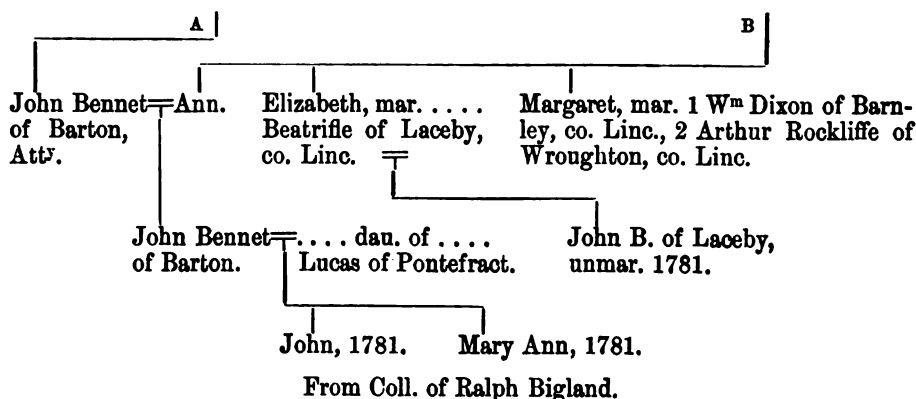 A B
John Bennet=Ann. Elizabeth, mar. . . . . Margaret, mar. 1 Wᵐ Dixon of Barn-
of Barton, Beatrifle of Laceby, ley, co. Linc., 2 Arthur Rockliffe of
Attʸ. co. Linc. = Wroughton, co. Linc.
John Bennet=. . . . dau. of . . . . John B. of Laceby,
of Barton. Lucas of Pontefract. unmar. 1781.
John, 1781. Mary Ann, 1781.
From Coll. of Ralph Bigland.